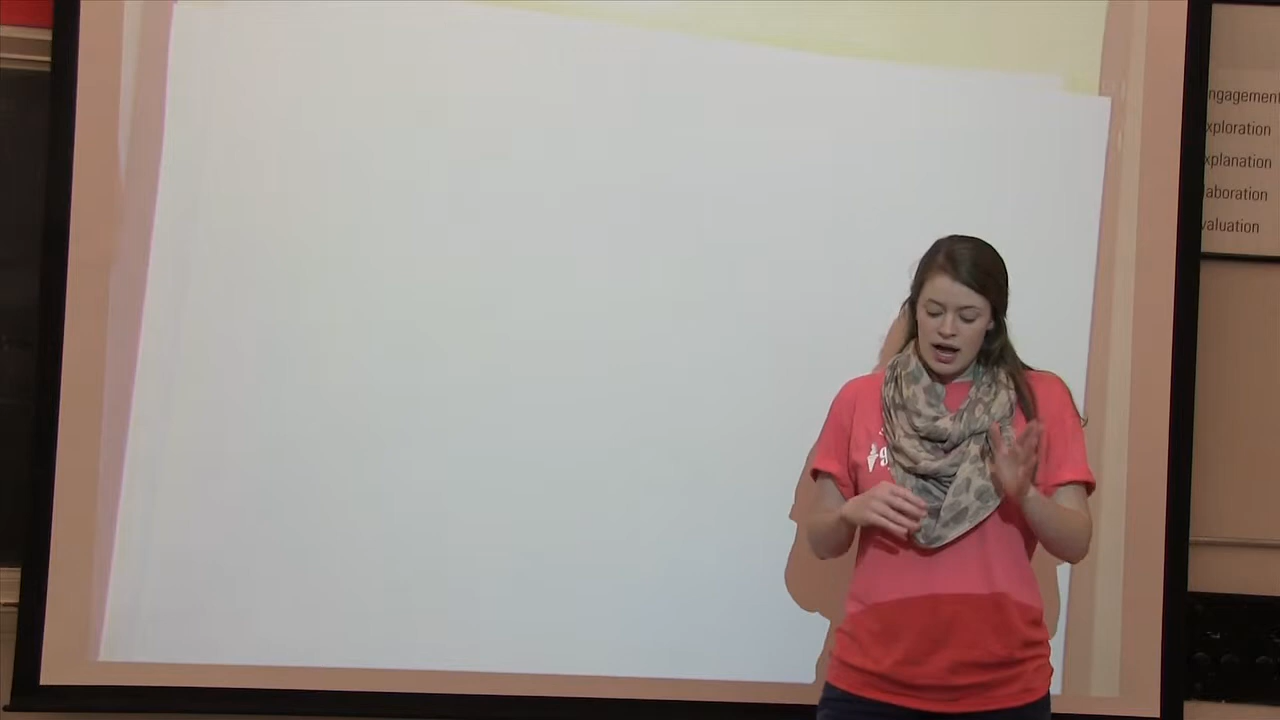 ngagement
xploration
xplanation
aboration
valuation